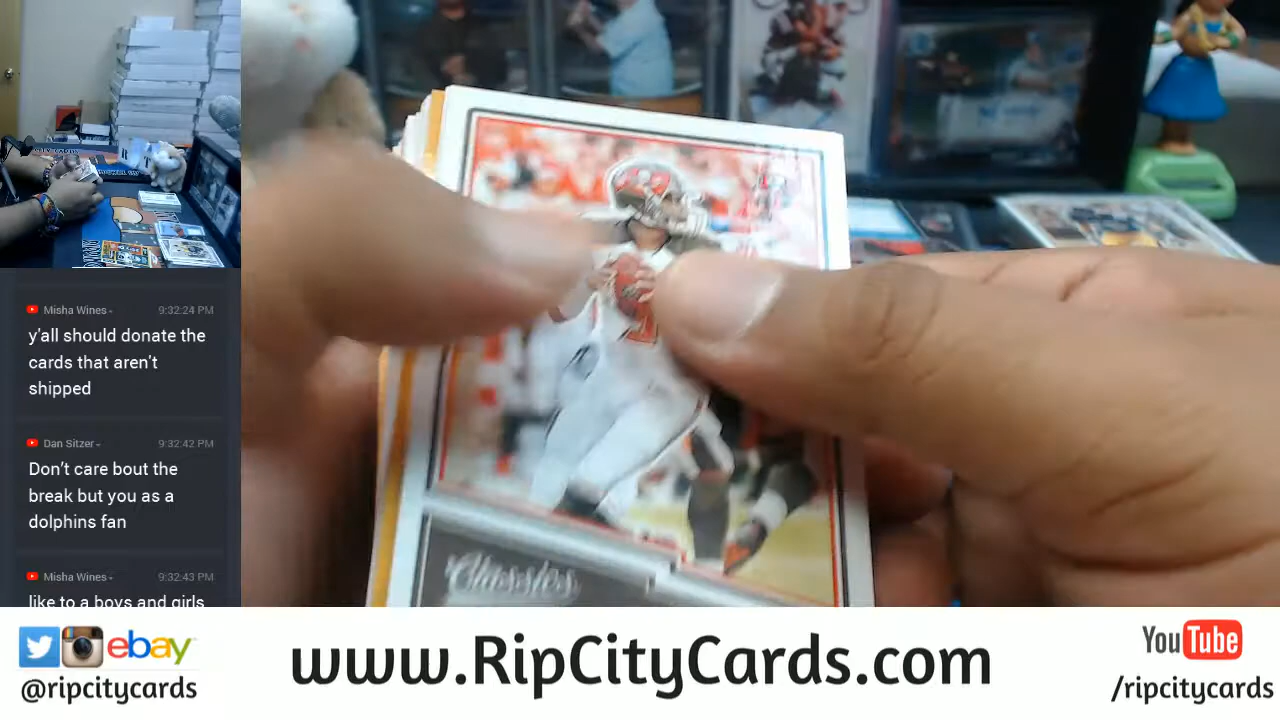 Misha Wines 9:32:24 PM
y'all should donate the
cards that aren't
shipped
Dan Sitzer 9:32:42 PM
Don't care bout the
break but you as a
dolphins fan
Misha Wines 9:32:43 PM
like to a boys and girls
Classics
ebay
@ripcitycards
www.RipCityCards.com
YouTube
/ripcitycards